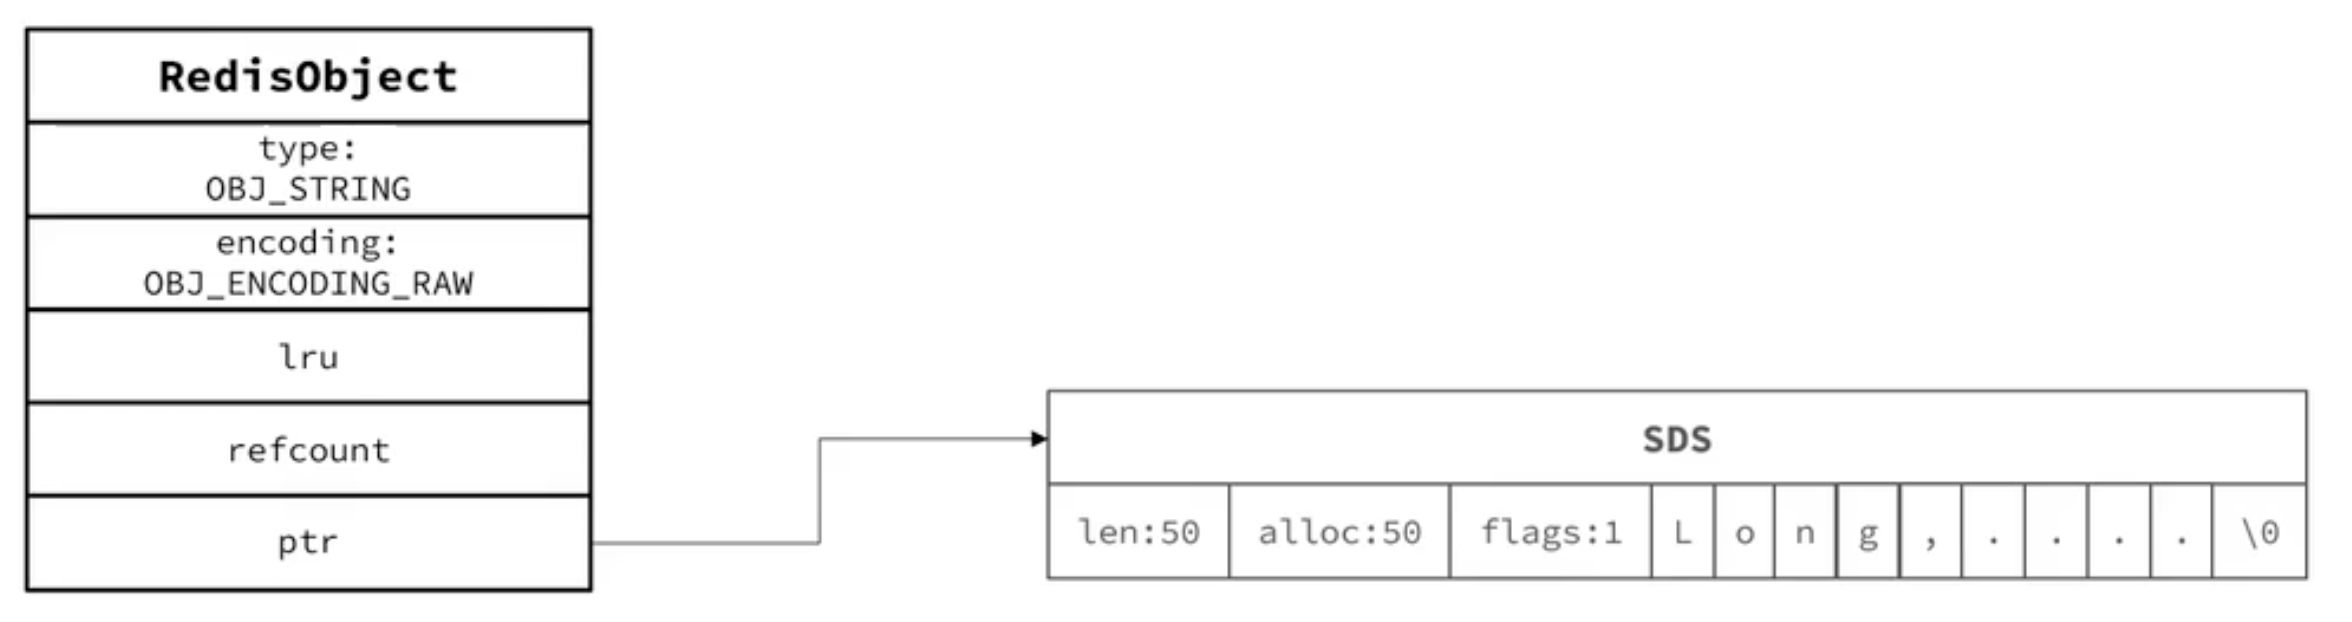 RedisObject
type:
OBJ_STRING
encoding:
OBJ_ENCODING_RAW
lru
refcount
ptr
SDS
len:50 alloc:50 flags:1 L o n g , . . . . \0